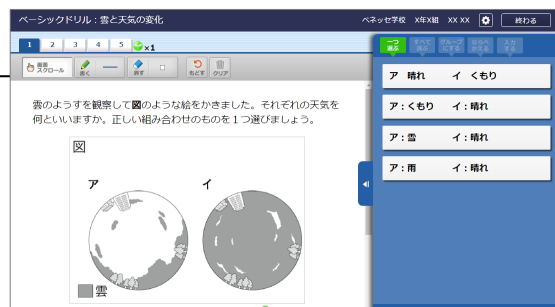 ベーシックドリル:雲と天気の変化
ベネッセ学校 X年X組 XX XX
終わる
1 2 3 4 5 ×1
画面スクロール
書く
消す
もどす
クリア
一つ選ぶ
すべて選ぶ
グループにする
ならべかえる
入力する
雲のようすを観察して図のような絵をかきました。それぞれの天気を
何といいますか。正しい組み合わせのものを1つ選びましょう。
図
ア イ
雲
ア 晴れ イ くもり
ア:くもり イ:晴れ
ア:雪 イ:晴れ
ア:雨 イ:晴れ